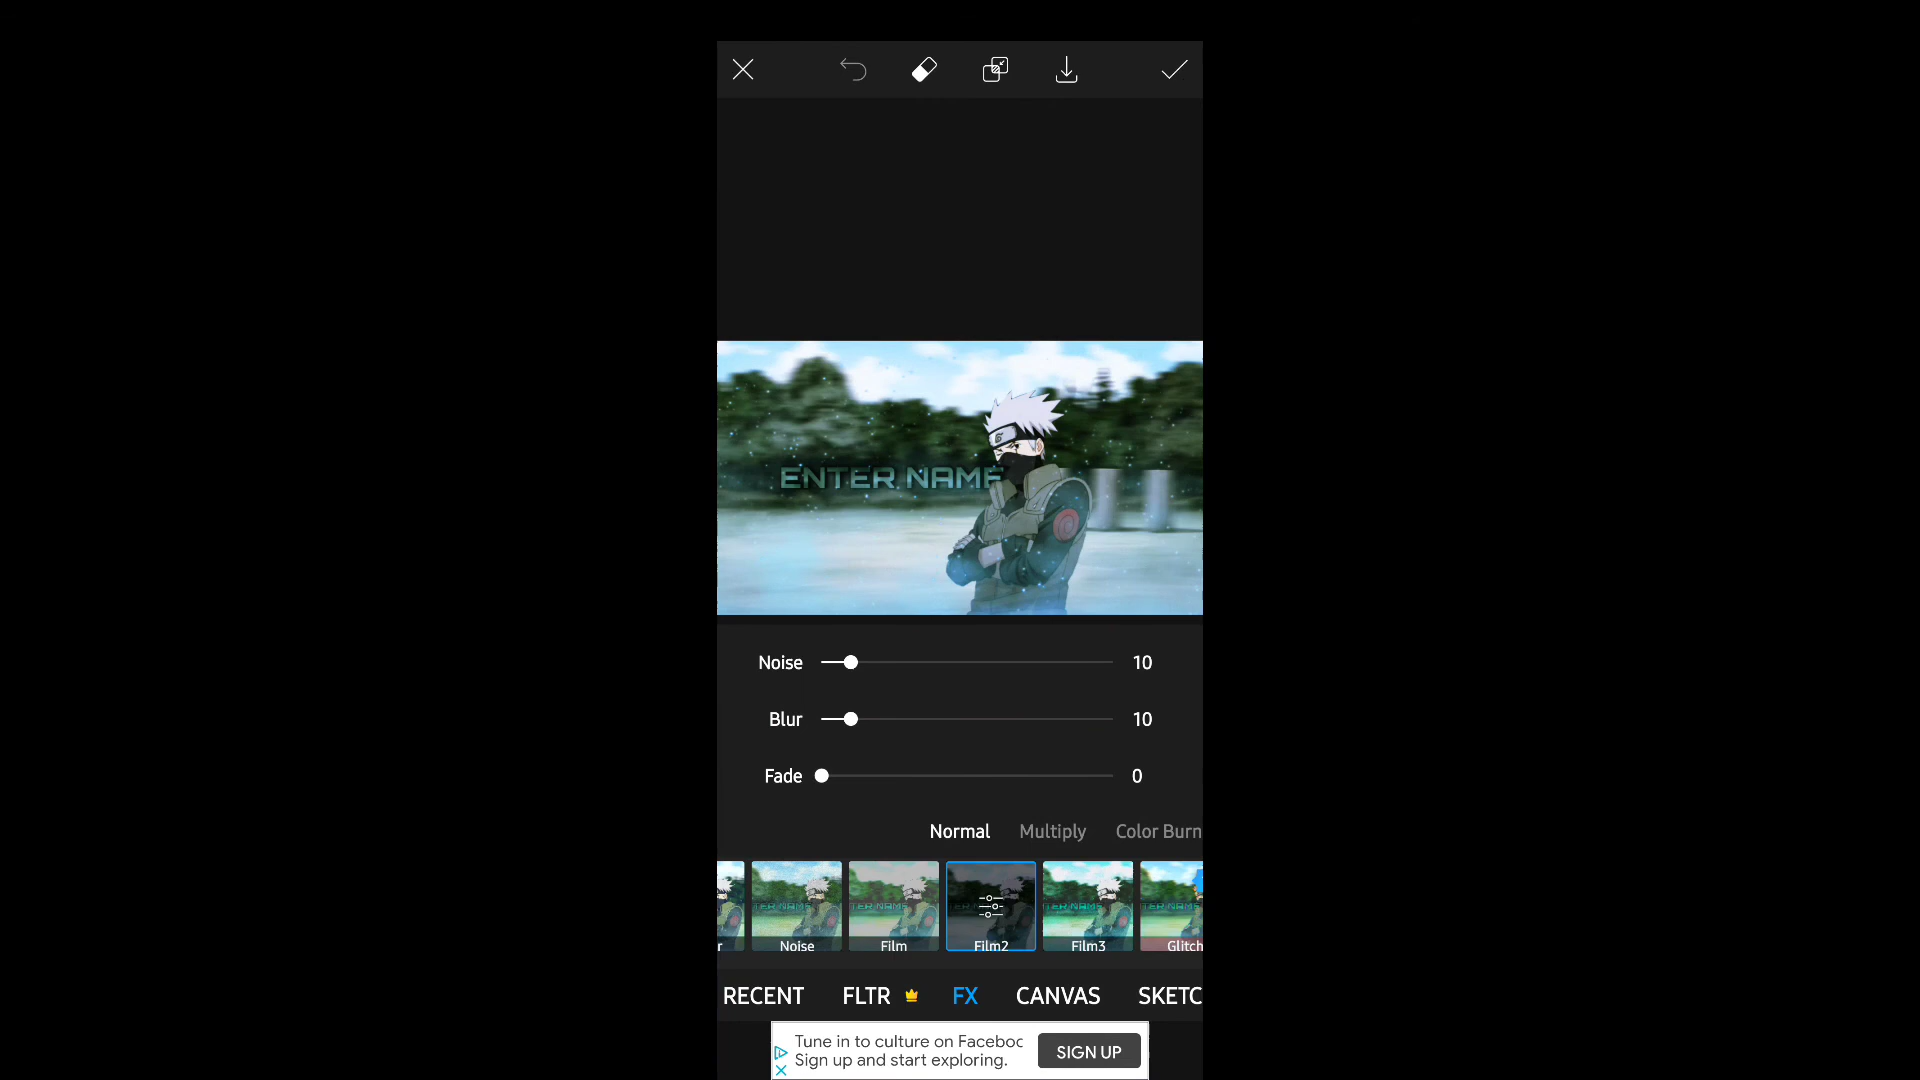 ENTER NAME
Noise 10
Blur 10
Fade 0
Normal Multiply Color Burn
r Noise Film Film2 Film3 Glitch
RECENT FLTR FX CANVAS SKETC
Tune in to culture on Faceboo
Sign up and start exploring.
SIGN UP